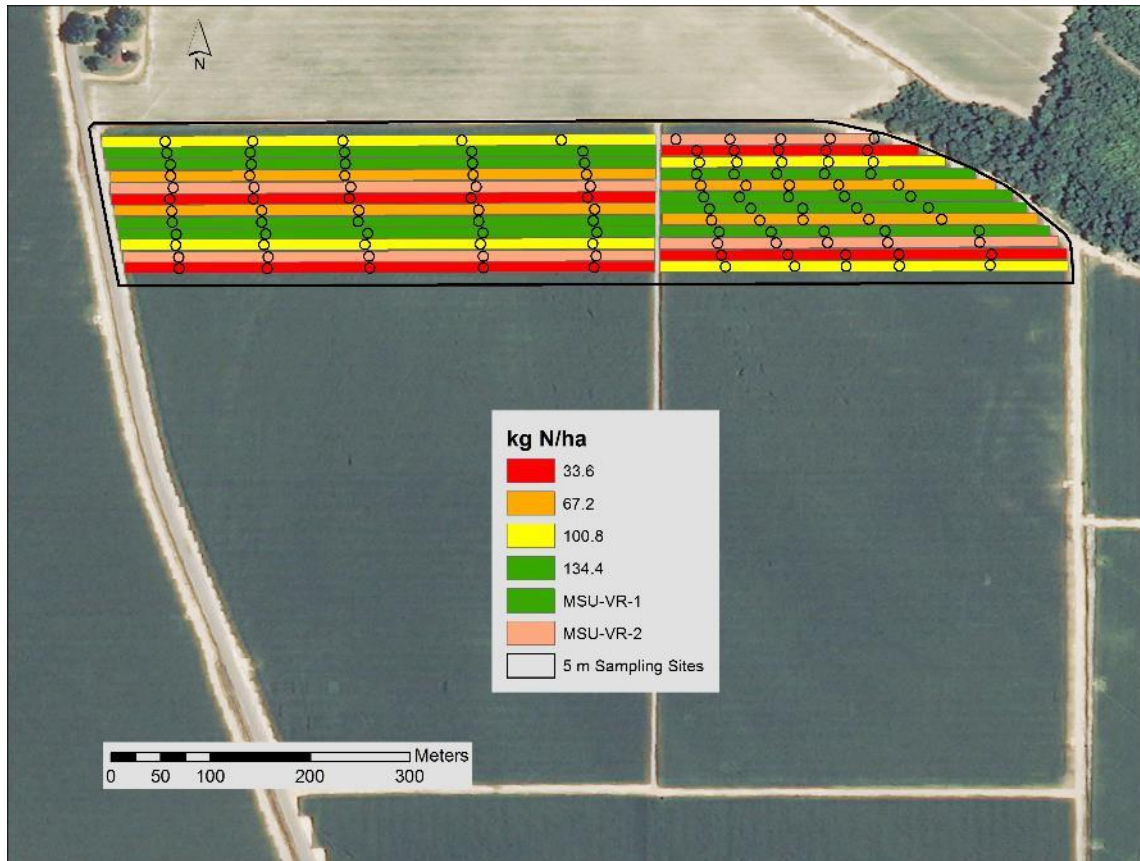 N
kg N/ha
33.6
67.2
100.8
134.4
MSU-VR-1
MSU-VR-2
5 m Sampling Sites
Meters
0 50 100 200 300